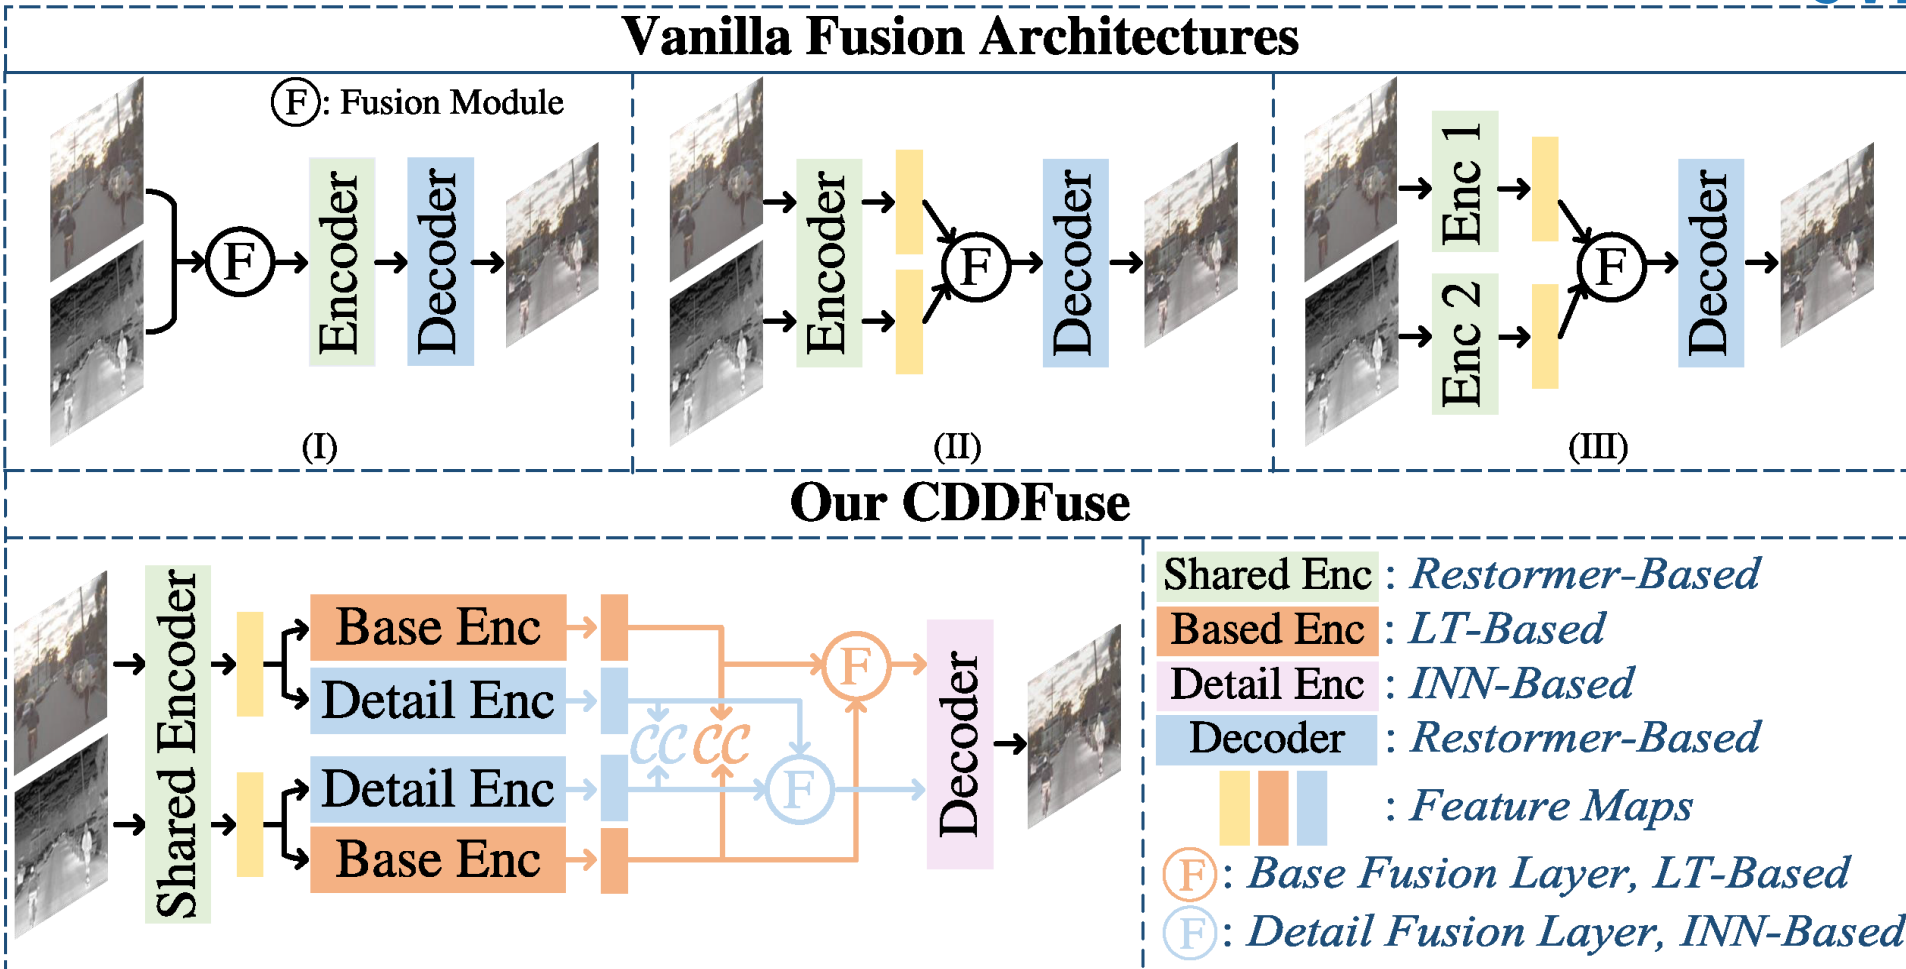 Vanilla Fusion Architectures
F: Fusion Module
F
Encoder
Decoder
(I)
Encoder
F
Decoder
(II)
Enc 1
Enc 2
F
Decoder
(III)
Our CDDFuse
Shared Encoder
Base Enc
Detail Enc
Detail Enc
Base Enc
CC CC
F
F
Decoder
Shared Enc : Restormer-Based
Based Enc : LT-Based
Detail Enc : INN-Based
Decoder : Restormer-Based
: Feature Maps
F: Base Fusion Layer, LT-Based
F: Detail Fusion Layer, INN-Based